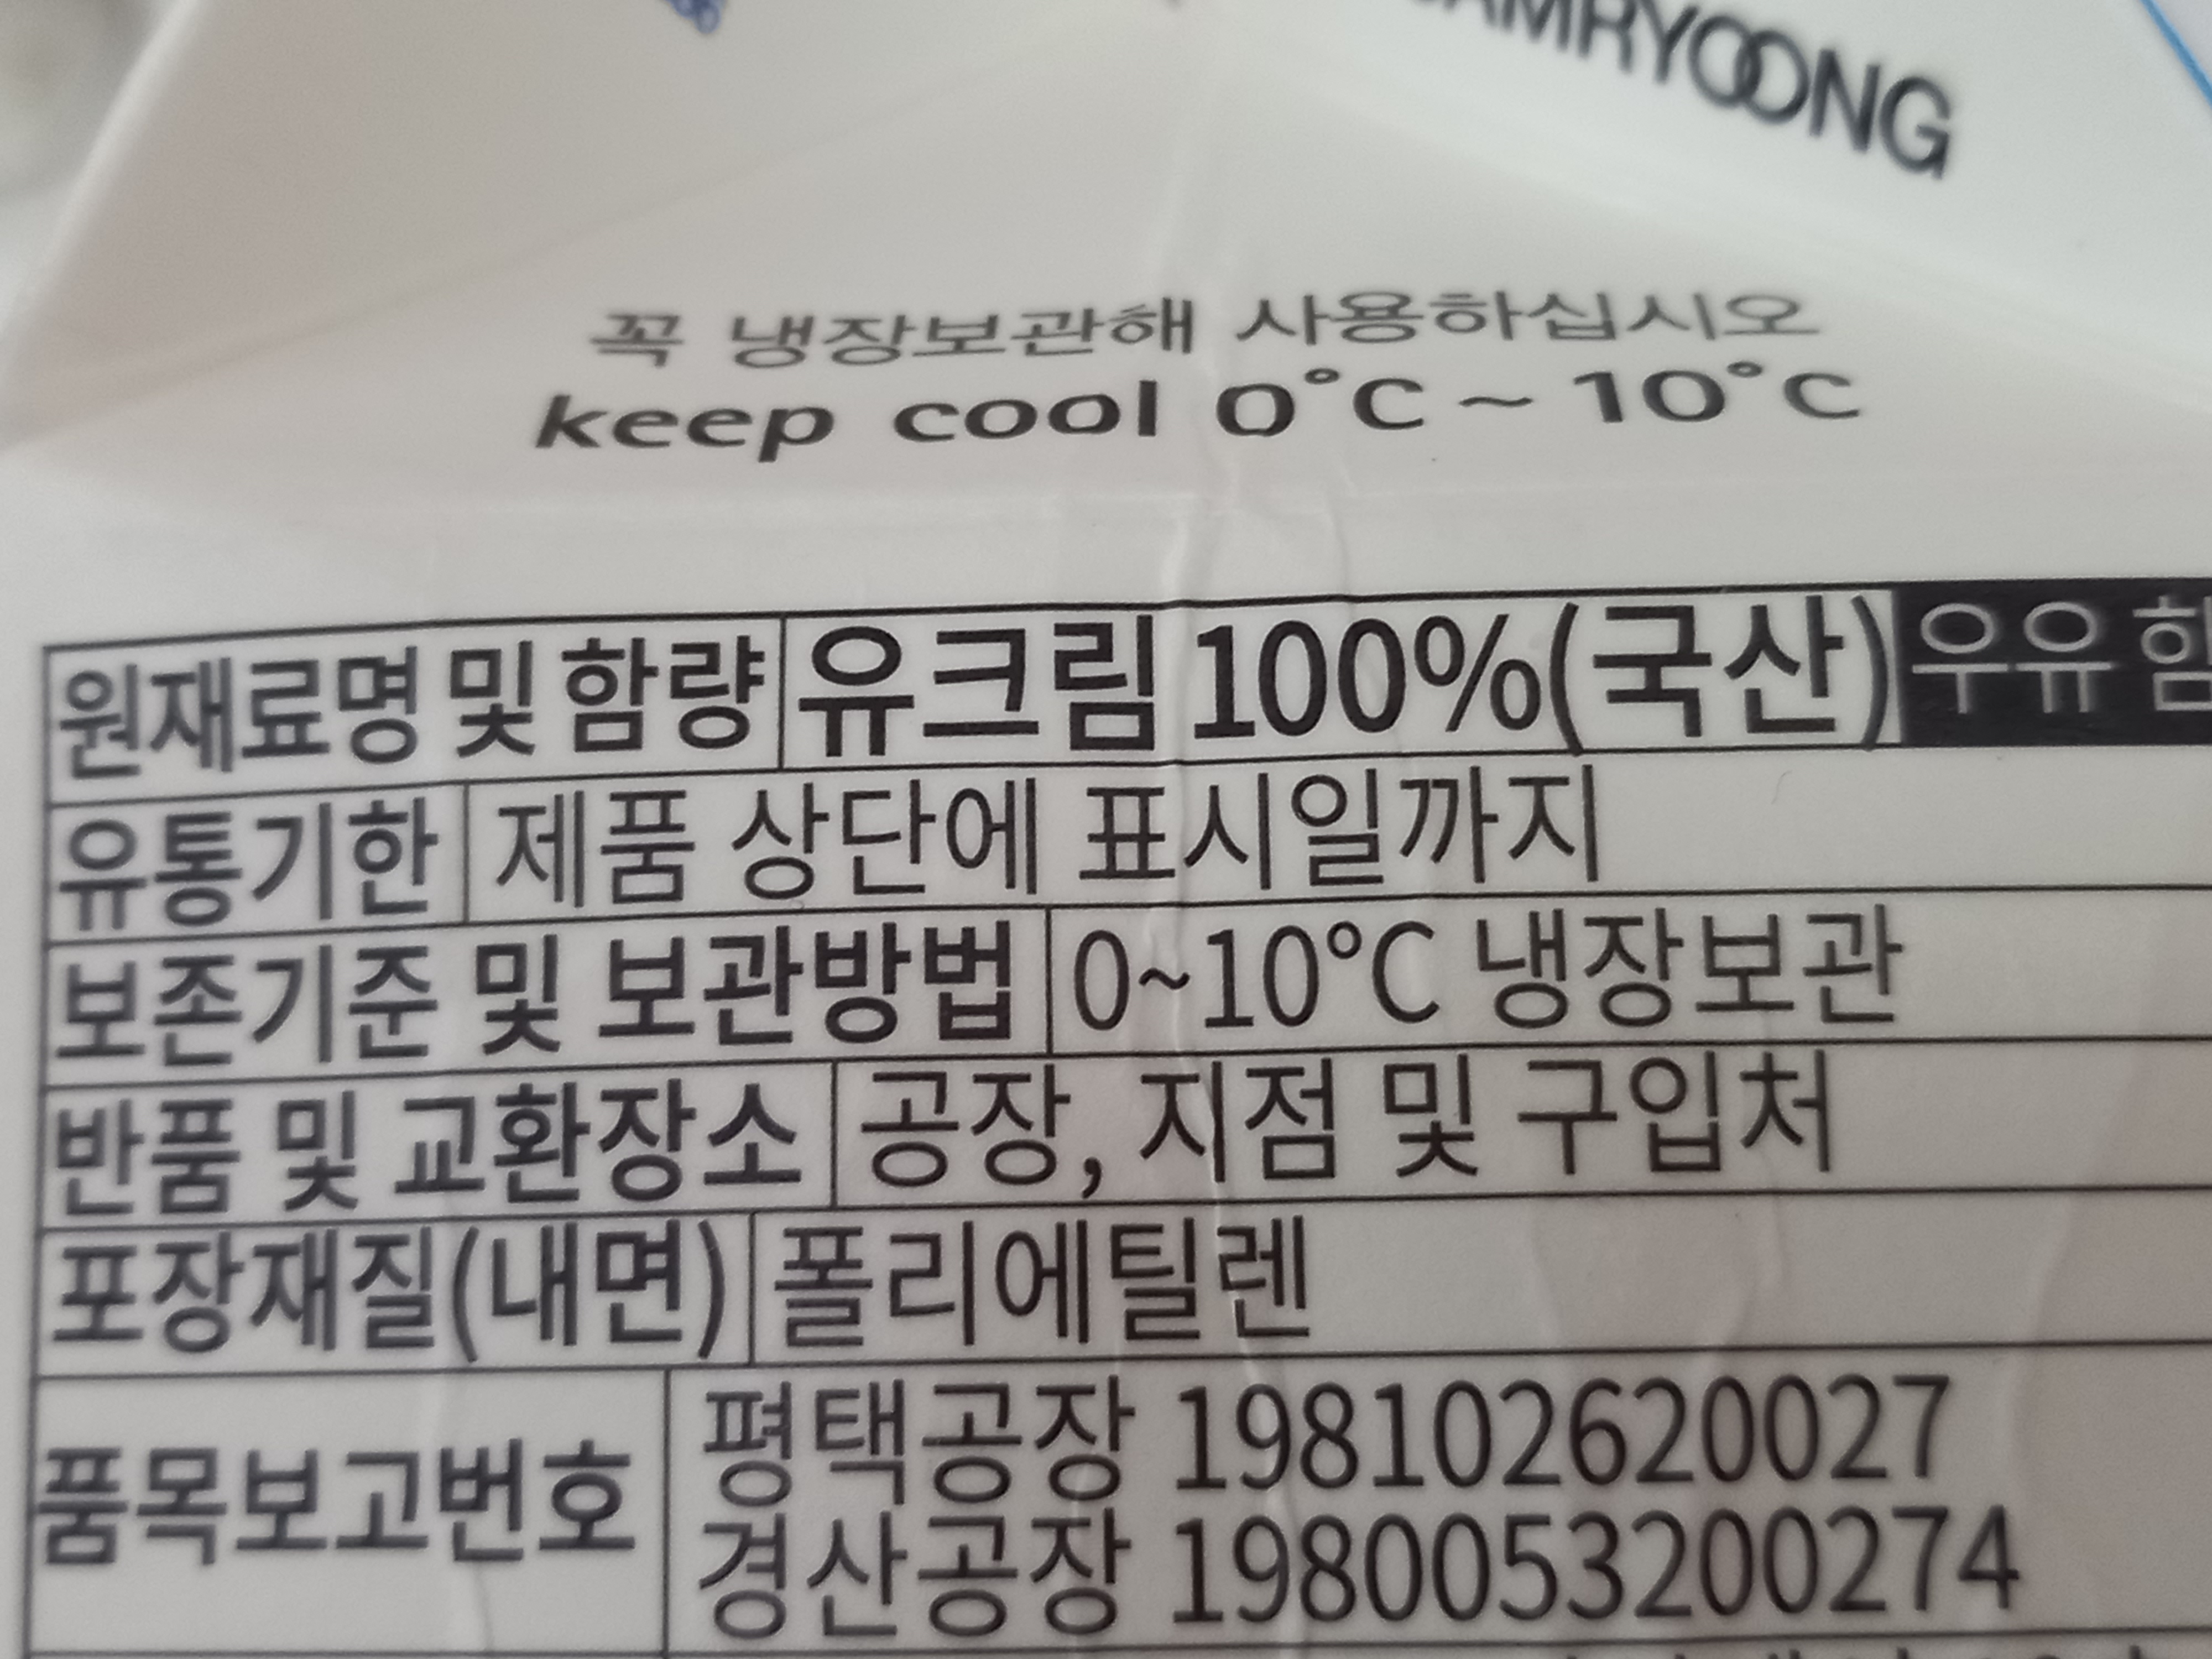 꼭 냉장보관해 사용하십시오
keep cool 0°C ~ 10°C
원재료명 및 함량 유크림 100%(국산) 우유 함
유통기한 제품 상단에 표시일까지
보존기준 및 보관방법 0~10℃ 냉장보관
반품 및 교환장소 공장, 지점 및 구입처
포장재질(내면) 폴리에틸렌
품목보고번호
평택공장 198102620027
경산공장 1980053200274